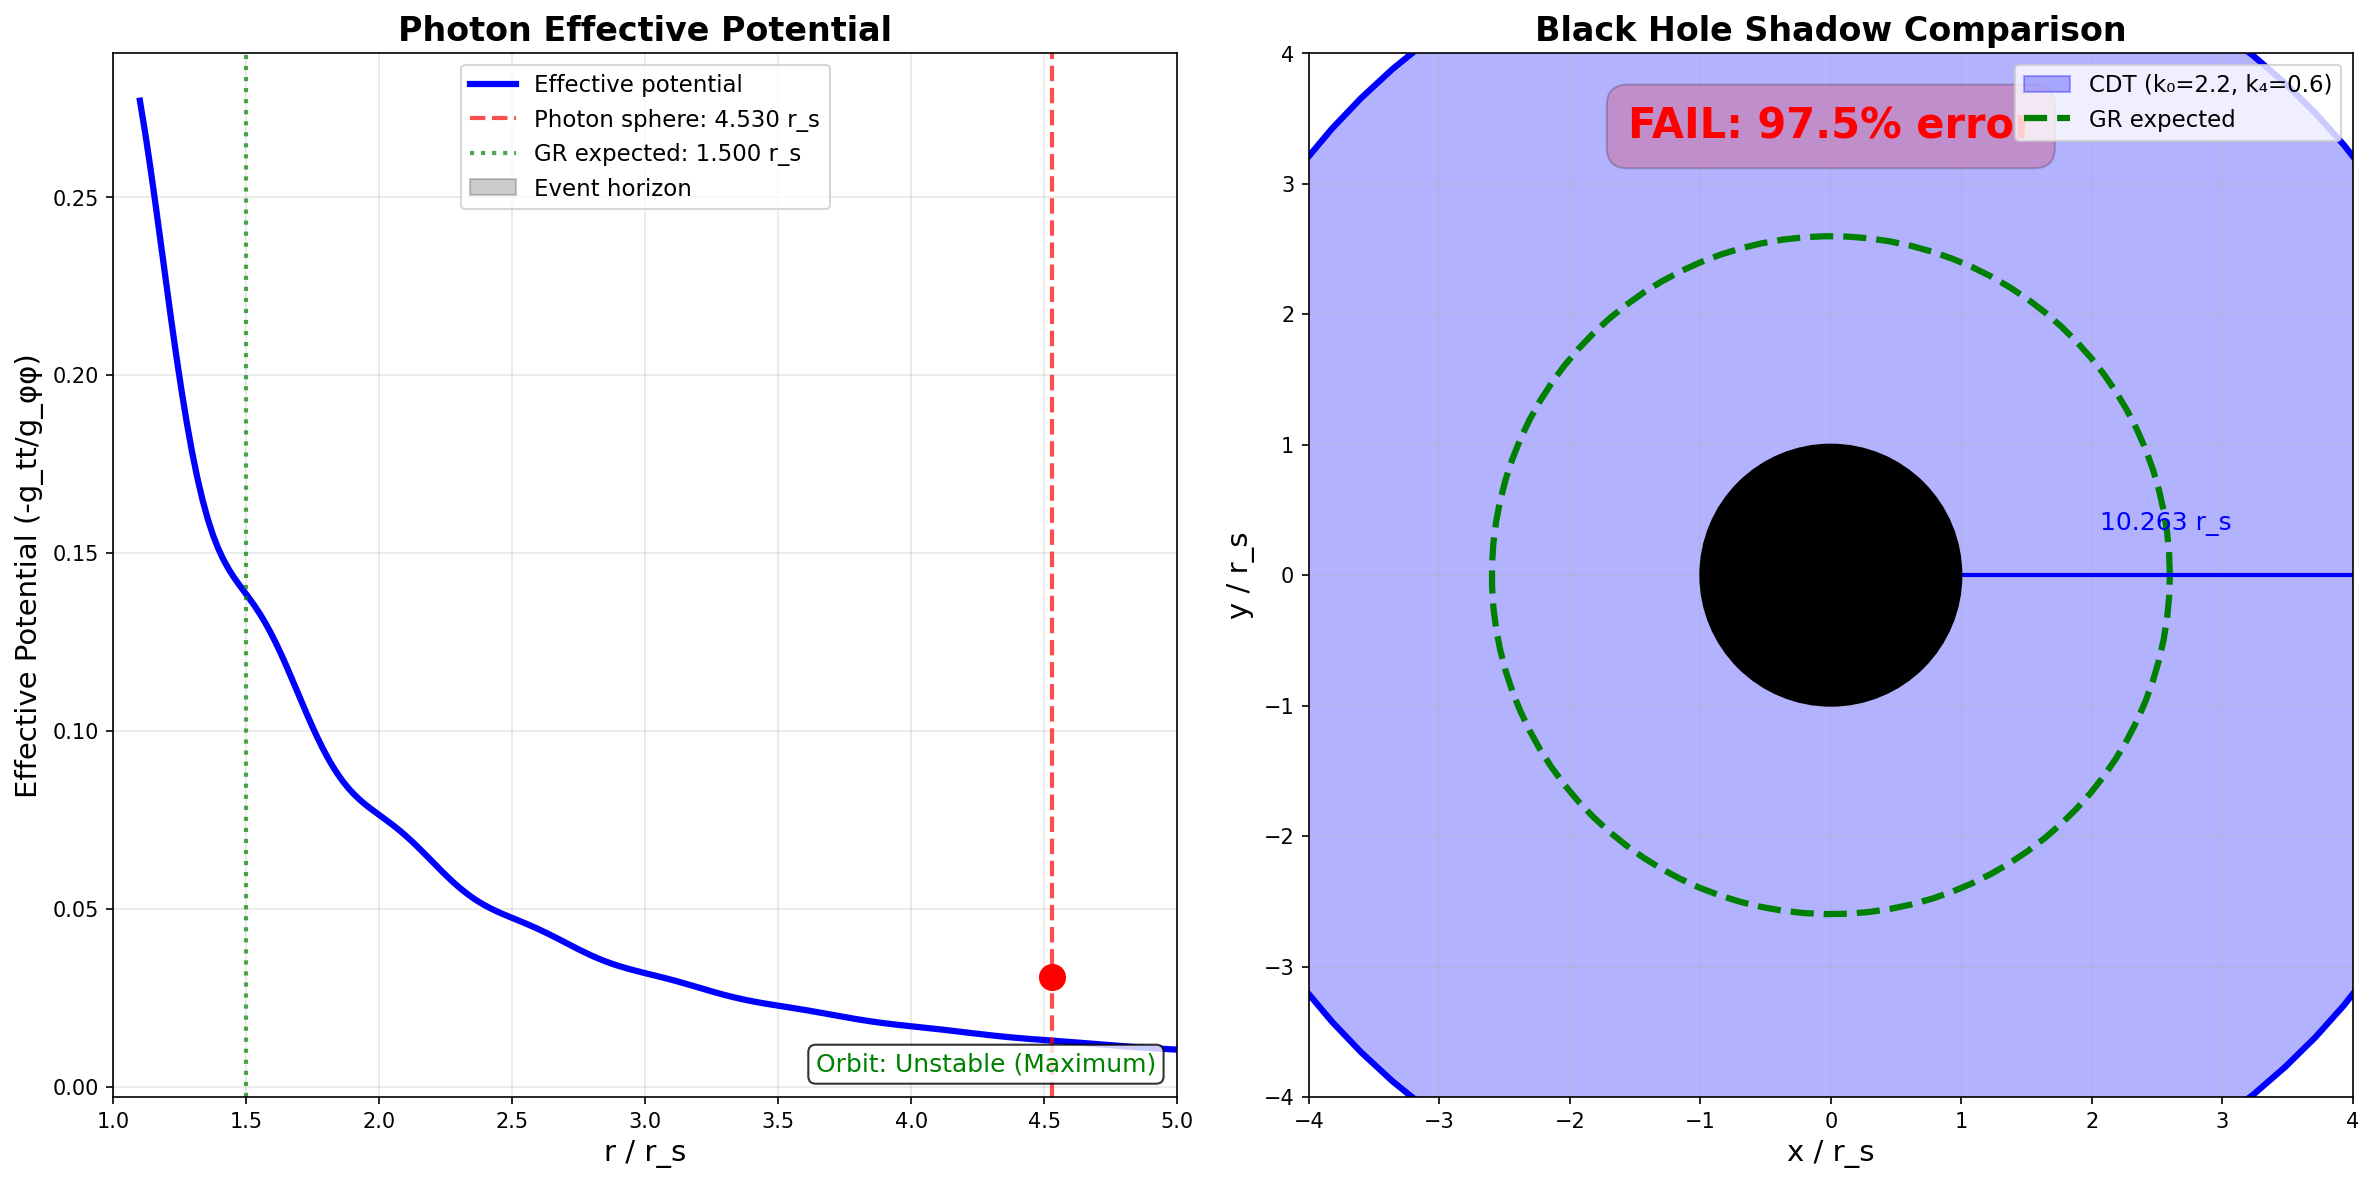 Photon Effective Potential
Effective potential
Photon sphere: 4.530 r_s
GR expected: 1.500 r_s
Event horizon
Effective Potential (-g_tt/g_φφ)
0.25
0.20
0.15
0.10
0.05
0.00
Orbit: Unstable (Maximum)
1.0 1.5 2.0 2.5 3.0 3.5 4.0 4.5 5.0
r / r_s
Black Hole Shadow Comparison
CDT (k₀=2.2, k₄=0.6)
GR expected
FAIL: 97.5% error
10.263 r_s
y / r_s
4
3
2
1
0
−1
−2
−3
−4
−4 −3 −2 −1 0 1 2 3 4
x / r_s